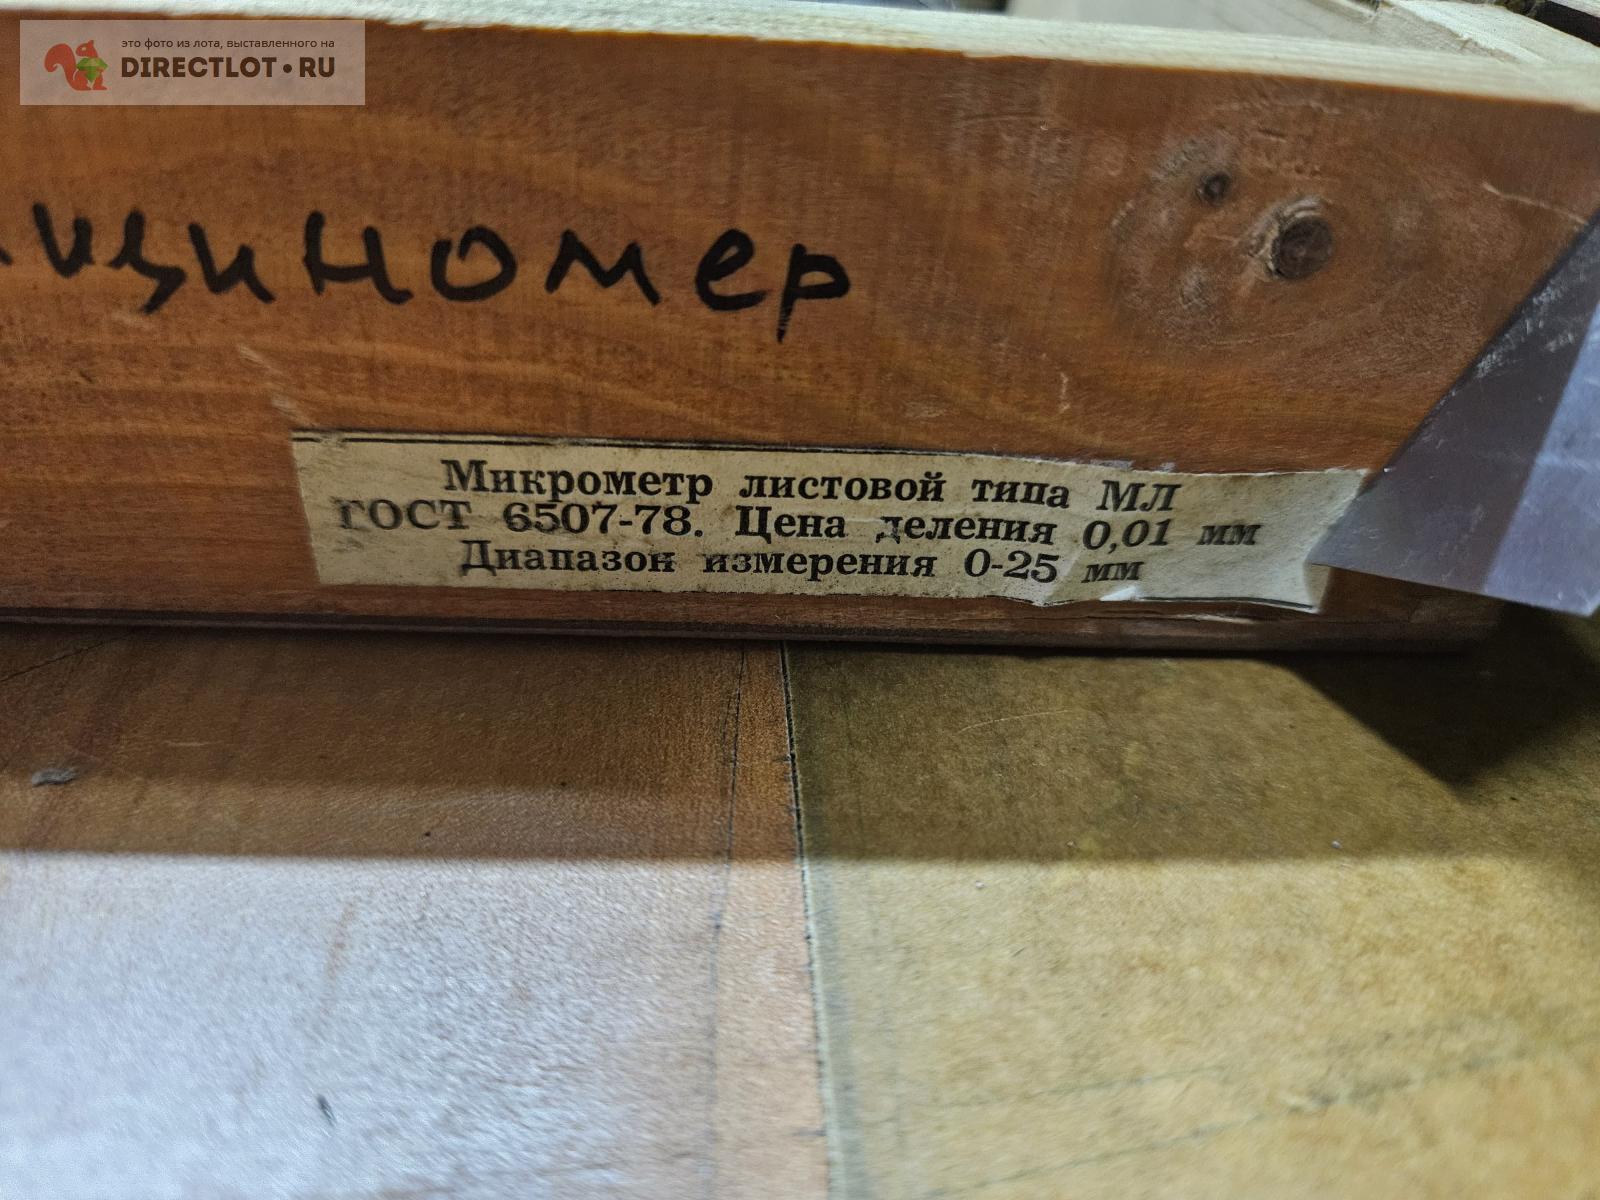 это фото из лота, выставленного на
DIRECTLOT•RU
щиномер
Микрометр листовой типа МЛ
ГОСТ 6507-78. Цена деления 0,01 мм
Диапазон измерения 0-25 мм